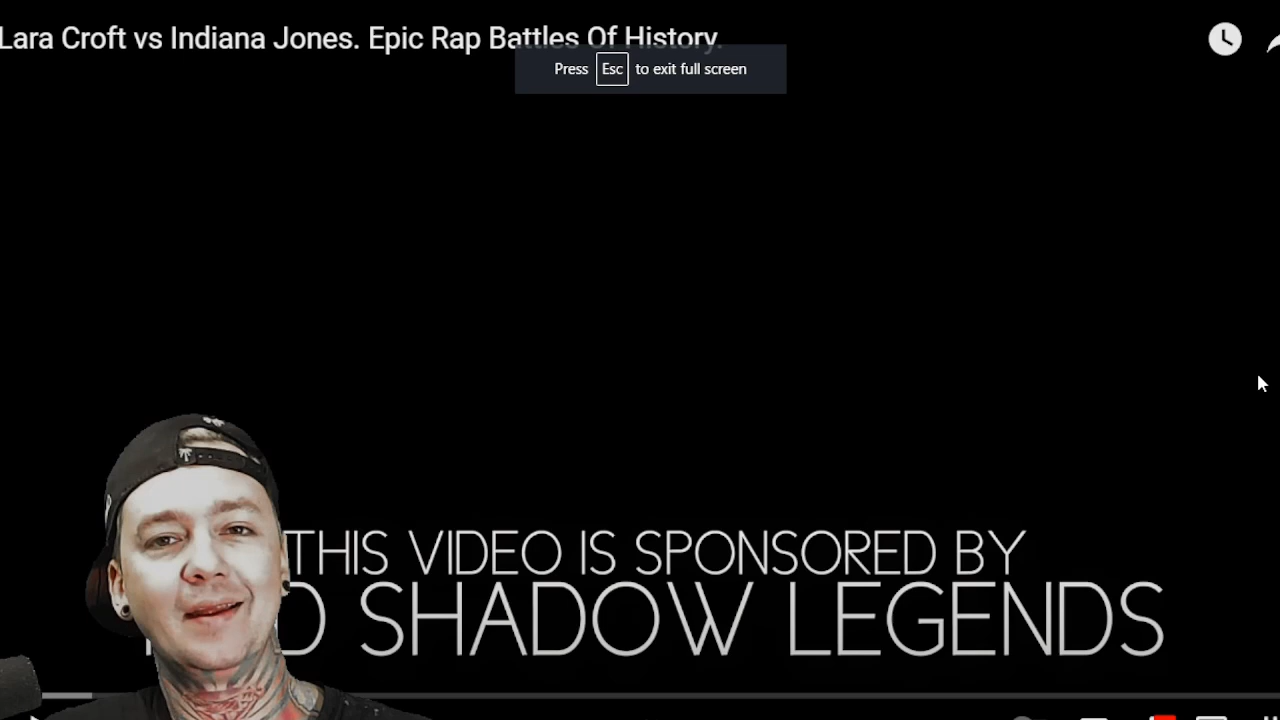 Lara Croft vs Indiana Jones. Epic Rap Battles Of History.
Press Esc to exit full screen
THIS VIDEO IS SPONSORED BY
SHADOW LEGENDS